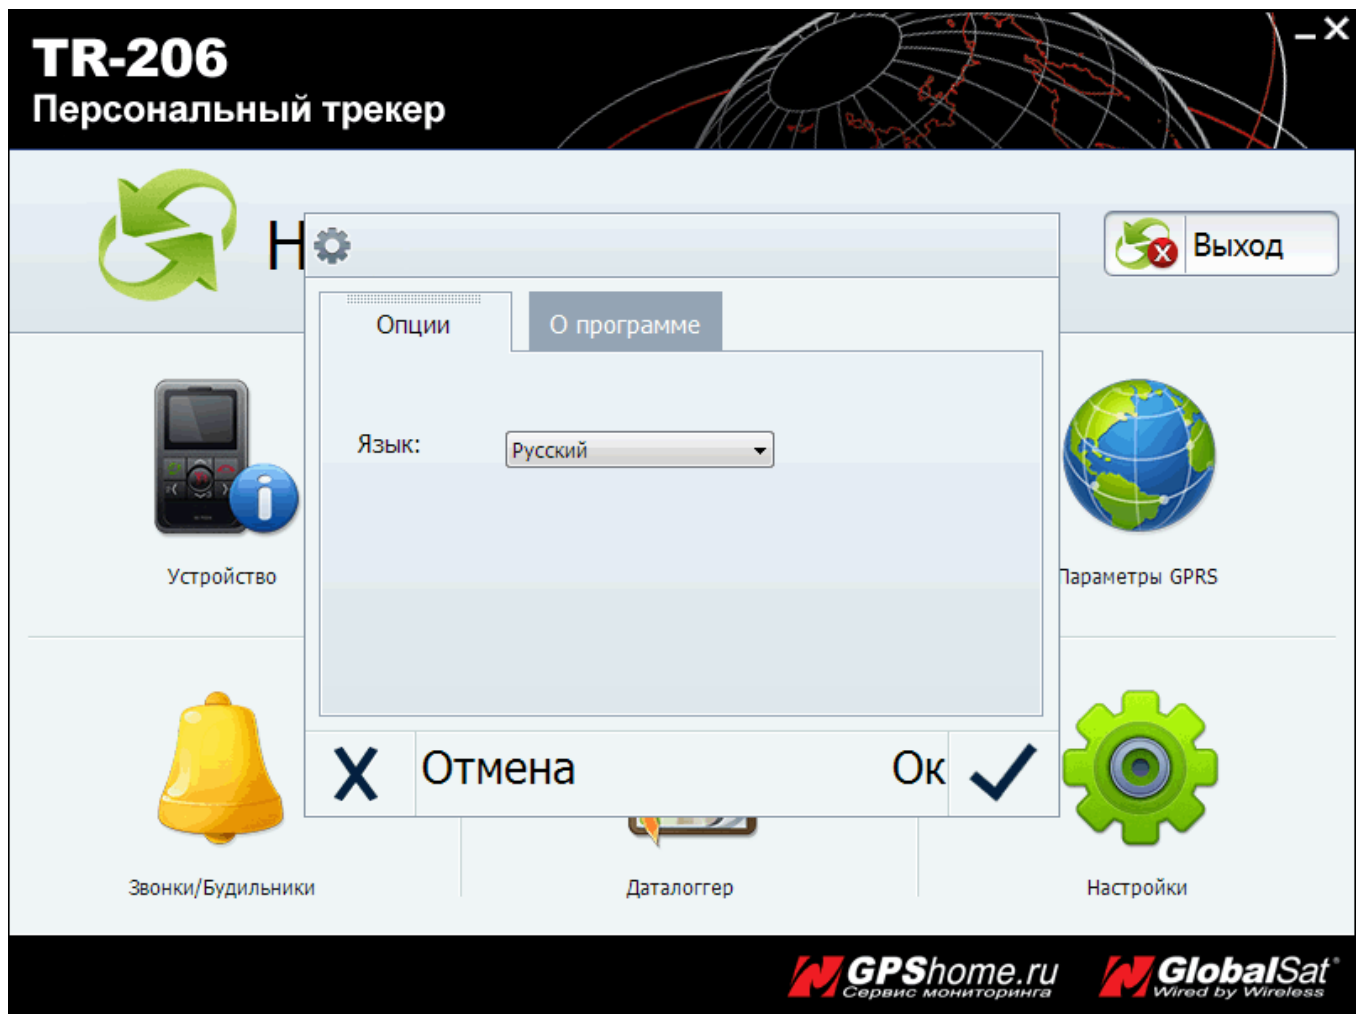 TR-206
Персональный трекер
Н
Выход
Опции
О программе
Язык:
Русский
Устройство
Параметры GPRS
Отмена
Ок
Звонки/Будильники
Даталоггер
Настройки
GPShome.ru
Сервис мониторинга
GlobalSat
Wired by Wireless